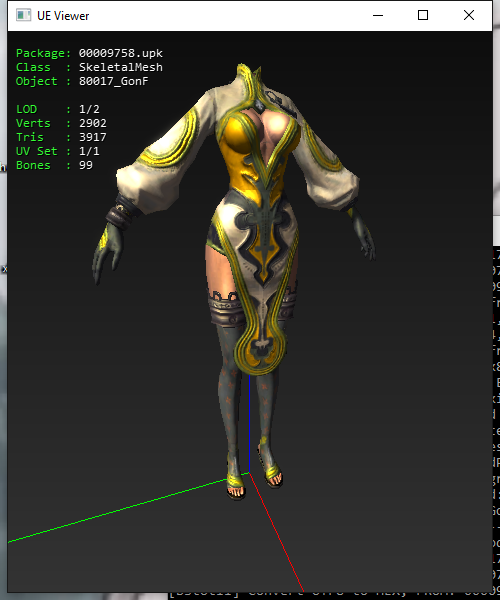 UE Viewer
Package: 00009758.upk
Class : SkeletalMesh
Object : 80017_GonF
LOD : 1/2
Verts : 2902
Tris : 3917
UV Set : 1/1
Bones : 99